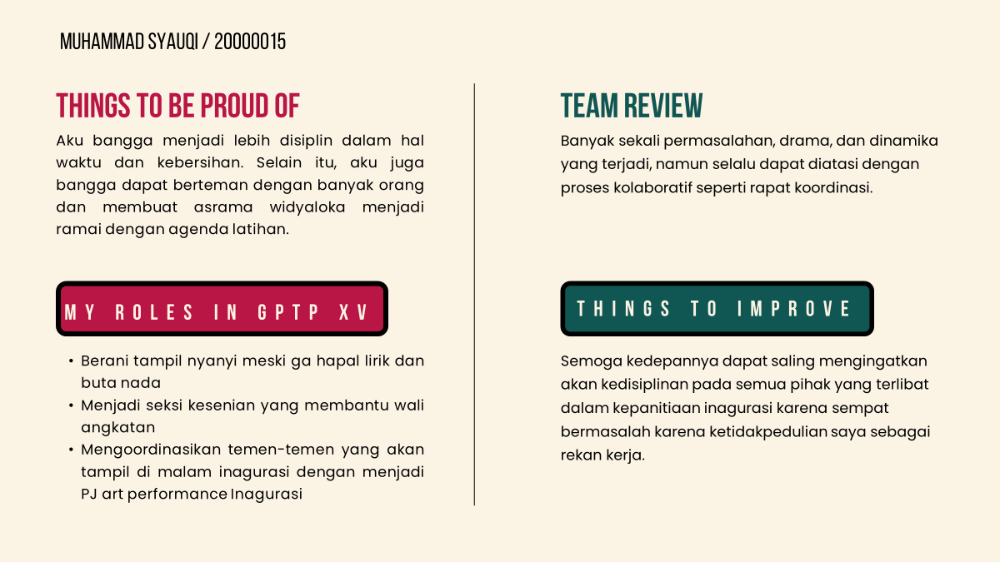 MUHAMMAD SYAUQI / 20000015
THINGS TO BE PROUD OF
Aku bangga menjadi lebih disiplin dalam hal
waktu dan kebersihan. Selain itu, aku juga
bangga dapat berteman dengan banyak orang
dan membuat asrama widyaloka menjadi
ramai dengan agenda latihan.
MY ROLES IN GPTP XV
• Berani tampil nyanyi meski ga hapal lirik dan
buta nada
• Menjadi seksi kesenian yang membantu wali
angkatan
• Mengoordinasikan temen-temen yang akan
tampil di malam inagurasi dengan menjadi
PJ art performance Inagurasi
TEAM REVIEW
Banyak sekali permasalahan, drama, dan dinamika
yang terjadi, namun selalu dapat diatasi dengan
proses kolaboratif seperti rapat koordinasi.
THINGS TO IMPROVE
Semoga kedepannya dapat saling mengingatkan
akan kedisiplinan pada semua pihak yang terlibat
dalam kepanitiaan inagurasi karena sempat
bermasalah karena ketidakpedulian saya sebagai
rekan kerja.